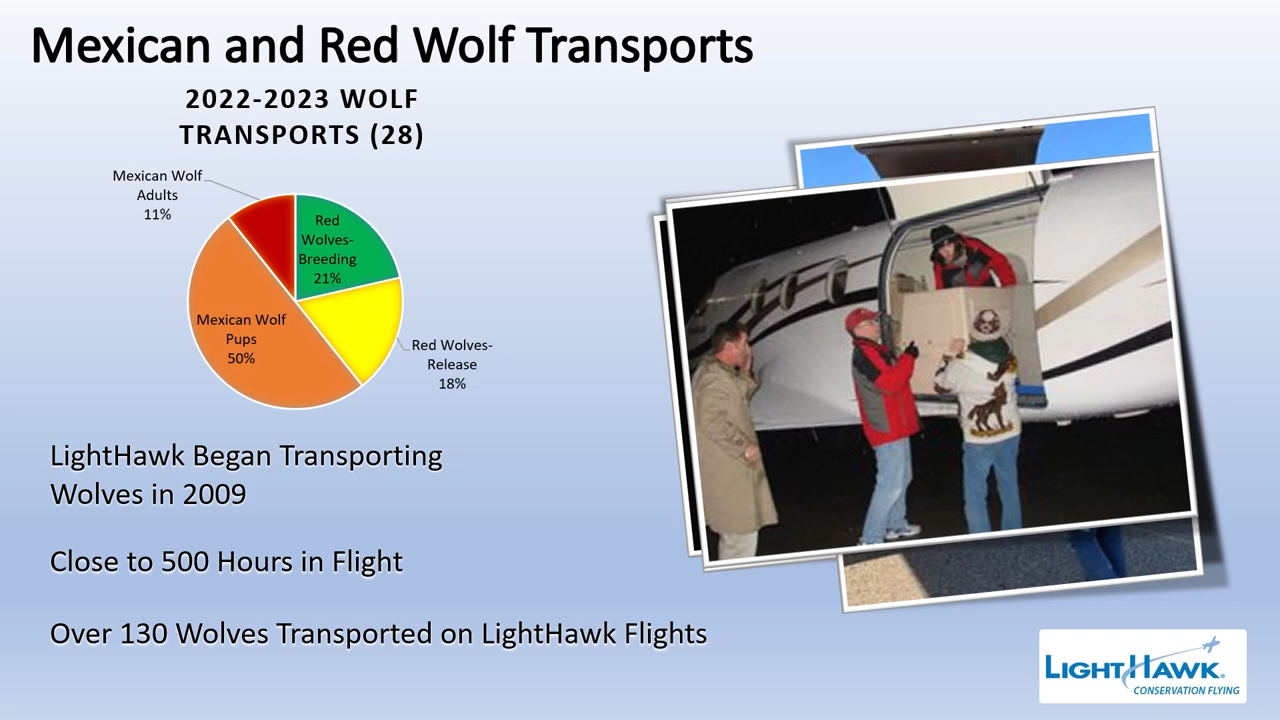 Mexican and Red Wolf Transports
2022-2023 WOLF
TRANSPORTS (28)
Mexican Wolf
Adults
11%
Red
Wolves-
Breeding
21%
Mexican Wolf
Pups
50%
Red Wolves-
Release
18%
LightHawk Began Transporting
Wolves in 2009
Close to 500 Hours in Flight
Over 130 Wolves Transported on LightHawk Flights
LIGHTHAWK®
CONSERVATION FLYING